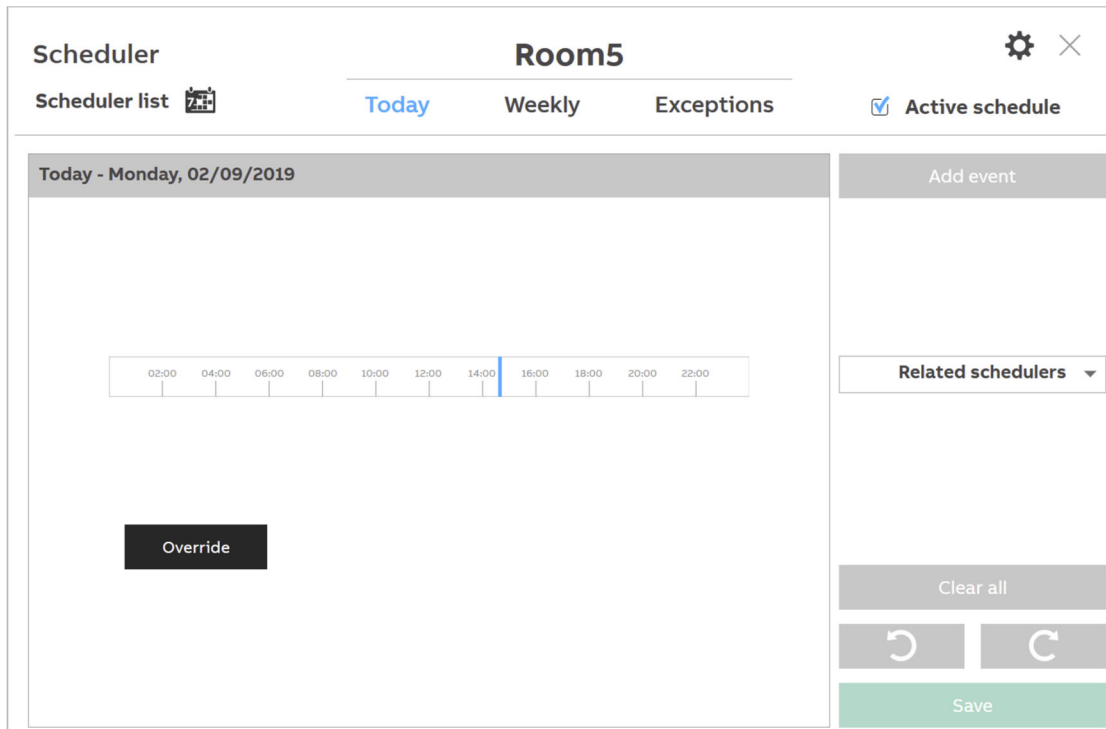 Scheduler
Room5
Scheduler list
Today Weekly Exceptions
Active schedule
Today - Monday, 02/09/2019
Add event
02:00 04:00 06:00 08:00 10:00 12:00 14:00 16:00 18:00 20:00 22:00
Related schedulers
Override
Clear all
Save